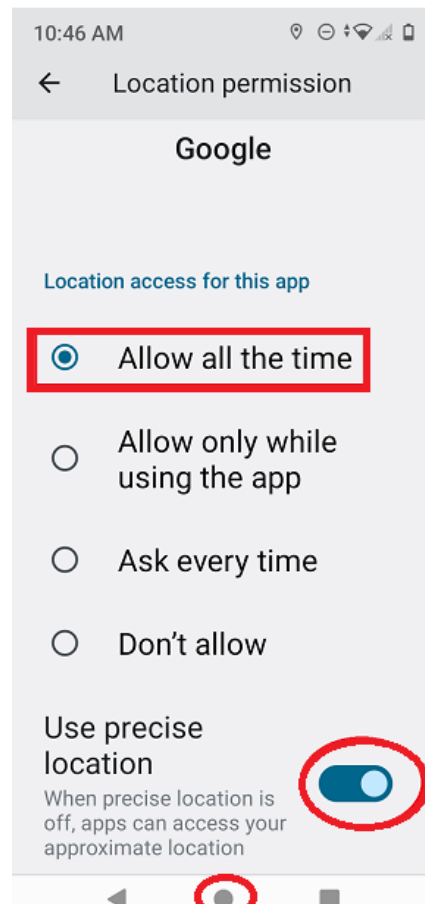 10:46 AM
Location permission
Google
Location access for this app
Allow all the time
Allow only while
using the app
Ask every time
Don't allow
Use precise
location
When precise location is
off, apps can access your
approximate location